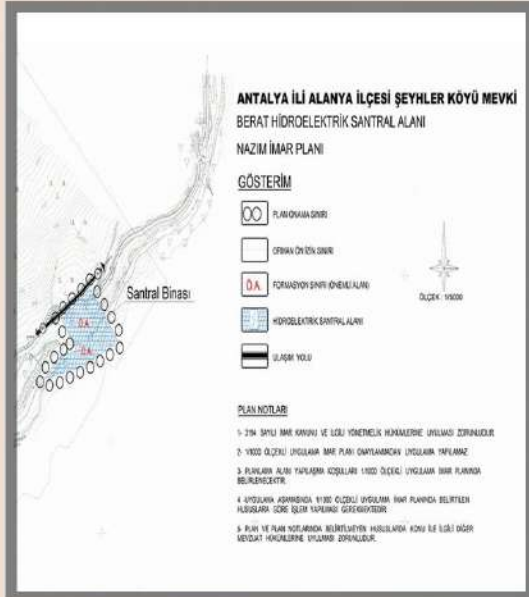 ANTALYA İLİ ALANYA İLÇESİ ŞEYHLER KÖYÜ MEVKİ
BERAT HİDROELEKTRİK SANTRAL ALANI
NAZIM İMAR PLANI
GÖSTERİM
PLAN ONAMA SINIRI
ORMAN ÖN İZİN SINIRI
Ö.A. FORMASYON SINIRI (ÖNEMLİ ALAN)
HİDROELEKTRİK SANTRAL ALANI
ULAŞIM YOLU
ÖLÇEK : 1/5000
Santral Binası
Ö.A.
Ö.A.
PLAN NOTLARI
1- 3194 SAYILI İMAR KANUNU VE İLGİLİ YÖNETMELİK HÜKÜMLERİNE UYULMASI ZORUNLUDUR.
2- 1/1000 ÖLÇEKLİ UYGULAMA İMAR PLANI ONAYLANMADAN UYGULAMA YAPILAMAZ.
3- PLANLAMA ALANI YAPILAŞMA KOŞULLARI 1/1000 ÖLÇEKLİ UYGULAMA İMAR PLANINDA
BELİRLENECEKTİR.
4- UYGULAMA AŞAMASINDA 1/1000 ÖLÇEKLİ UYGULAMA İMAR PLANINDA BELİRTİLEN
HUSUSLARA GÖRE İŞLEM YAPILMASI GEREKMEKTEDİR.
5- PLAN VE PLAN NOTLARINDA BELİRTİLMEYEN HUSUSLARDA KONU İLE İLGİLİ DİĞER
MEVZUAT HÜKÜMLERİNE UYULMASI ZORUNLUDUR.